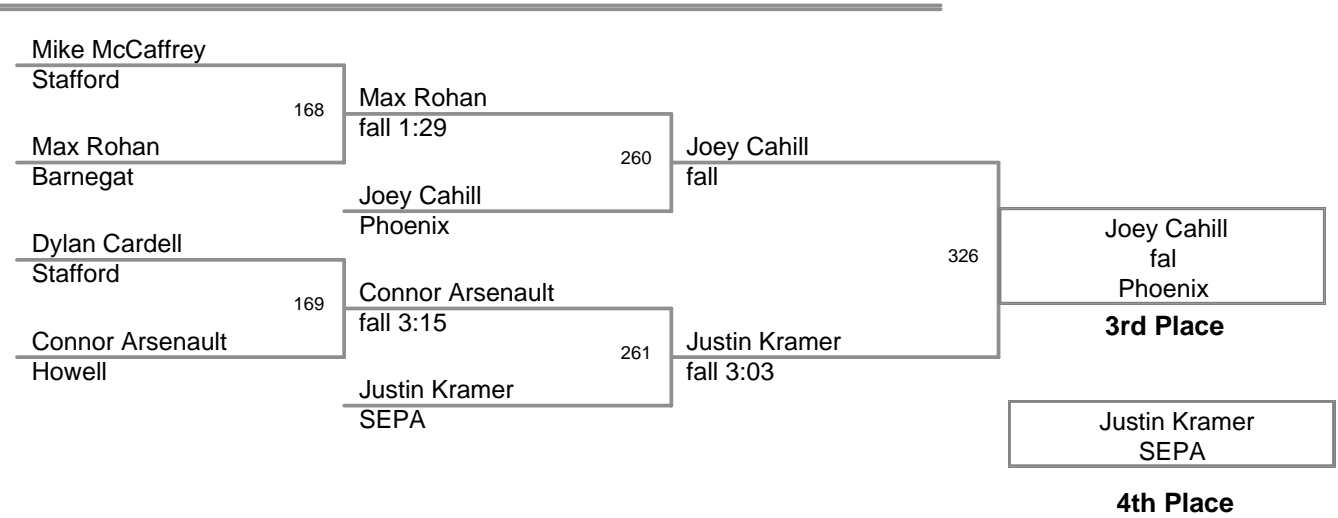 Mike McCaffrey
Stafford
168
Max Rohan
fall 1:29
Max Rohan
Barnegat
260
Joey Cahill
fall
Joey Cahill
Phoenix
Dylan Cardell
Stafford
326
Joey Cahill
fal
Phoenix
3rd Place
169
Connor Arsenault
fall 3:15
Connor Arsenault
Howell
261
Justin Kramer
fall 3:03
Justin Kramer
SEPA
Justin Kramer
SEPA
4th Place